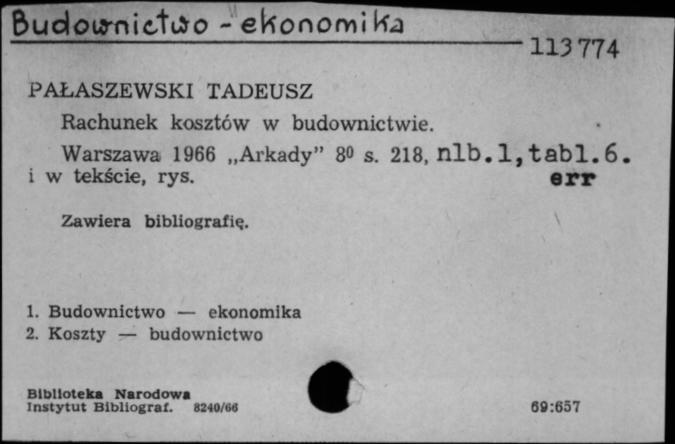 Budownictwo - ekonomika
113774
PAŁASZEWSKI TADEUSZ
Rachunek kosztów w budownictwie.
Warszawa 1966 „Arkady” 8⁰ s. 218, nlb.1, tabl.6.
i w tekście, rys. err
Zawiera bibliografię.
1. Budownictwo — ekonomika
2. Koszty — budownictwo
Biblioteka Narodowa
Instytut Bibliograf. 8240/66 69:657